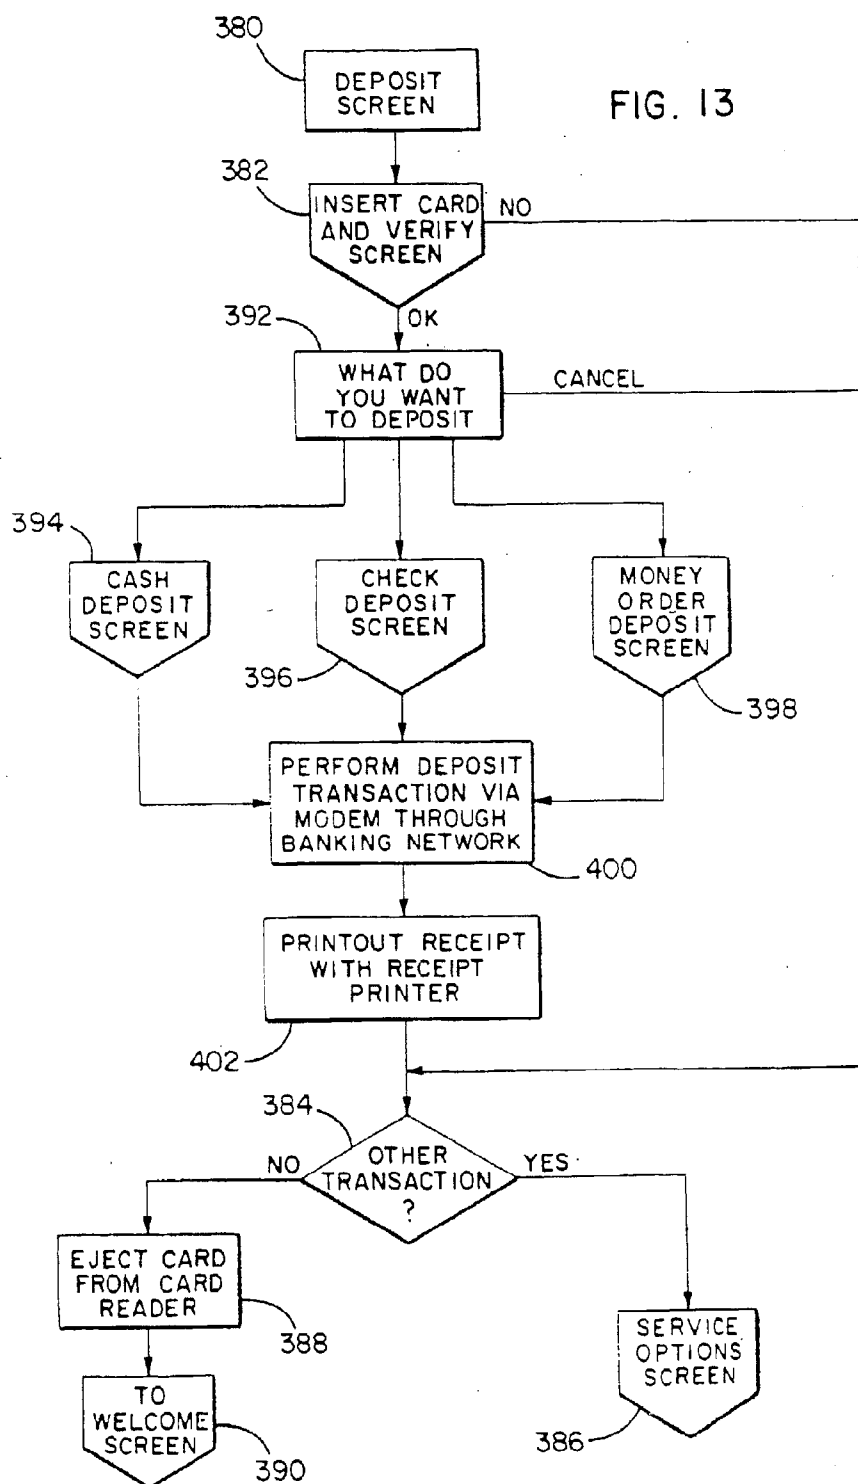 380
DEPOSIT
SCREEN
FIG. 13
382
INSERT CARD
AND VERIFY
SCREEN
NO
OK
392
WHAT DO
YOU WANT
TO DEPOSIT
CANCEL
394
CASH
DEPOSIT
SCREEN
CHECK
DEPOSIT
SCREEN
396
MONEY
ORDER
DEPOSIT
SCREEN
398
PERFORM DEPOSIT
TRANSACTION VIA
MODEM THROUGH
BANKING NETWORK
400
PRINTOUT RECEIPT
WITH RECEIPT
PRINTER
402
384
OTHER
TRANSACTION
?
NO
YES
EJECT CARD
FROM CARD
READER
388
SERVICE
OPTIONS
SCREEN
386
TO
WELCOME
SCREEN
390